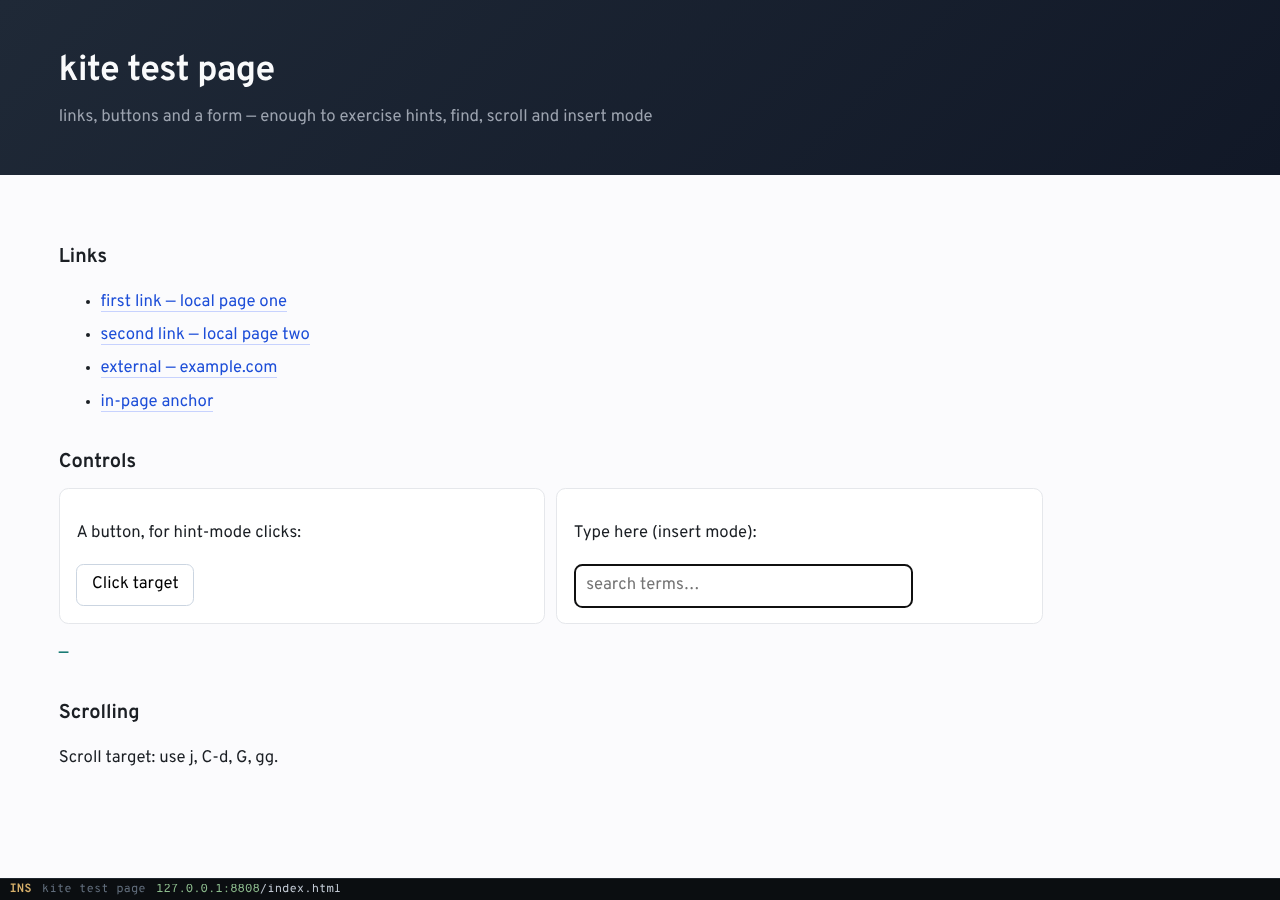 kite test page
links, buttons and a form — enough to exercise hints, find, scroll and insert mode
Links
• first link — local page one
• second link — local page two
• external — example.com
• in-page anchor
Controls
A button, for hint-mode clicks:
Click target
Type here (insert mode):
search terms...
—
Scrolling
Scroll target: use j, C-d, G, gg.
INS kite test page 127.0.0.1:8808/index.html